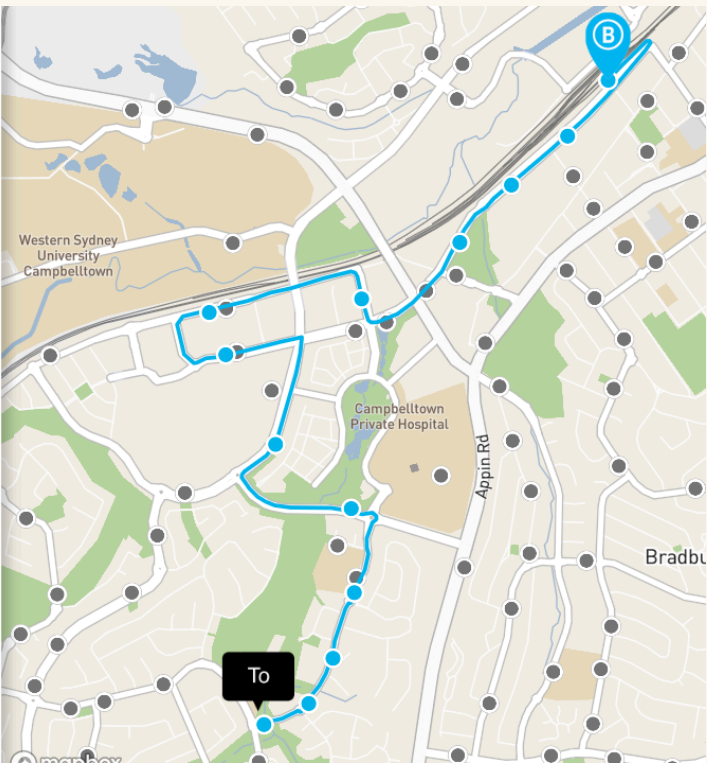 B
Western Sydney
University
Campbelltown
Campbelltown
Private Hospital
Appin Rd
Bradbu
To
mapbox